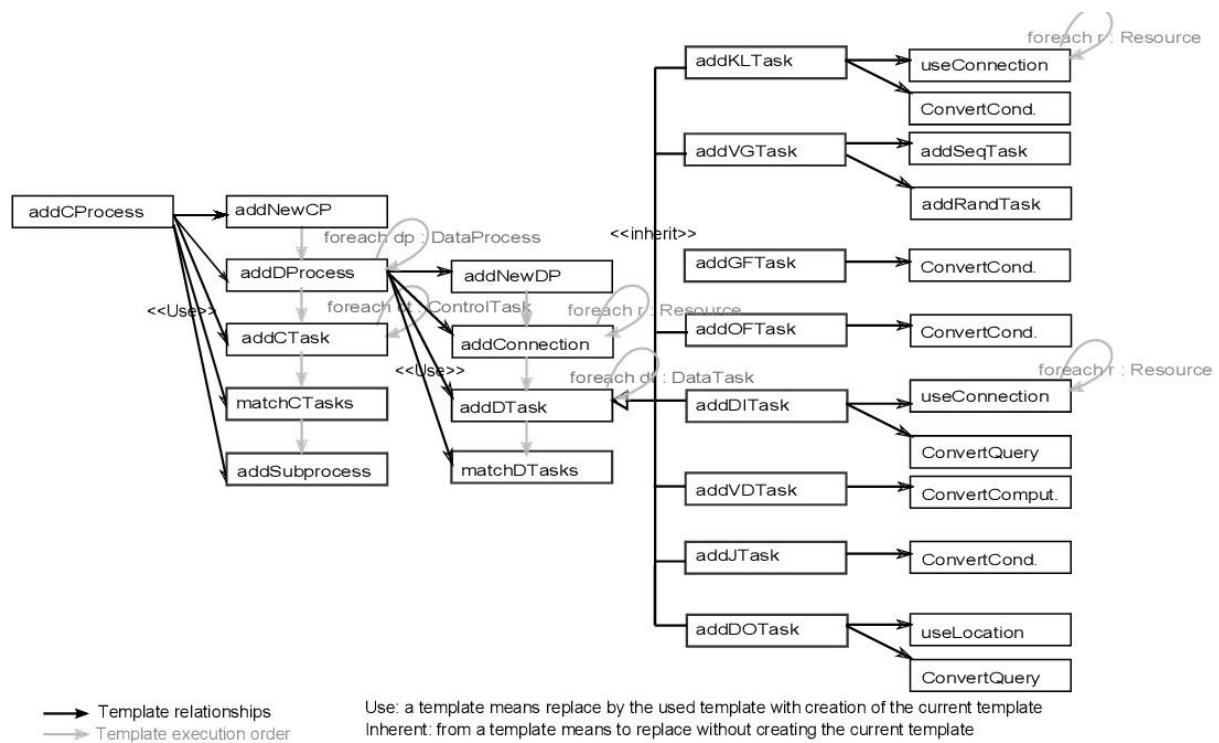 foreach r : Resource
addKLTask
useConnection
ConvertCond.
addVGTask
addSeqTask
addRandTask
addCProcess
addNewCP
foreach dp : DataProcess
<<inherit>>
addDProcess
addNewDP
addGFTask
ConvertCond.
<<Use>>
foreach ct : ControlTask
foreach r : Resource
addCTask
addConnection
addOFTask
ConvertCond.
<<Use>>
foreach dt : DataTask
foreach r : Resource
matchCTasks
addDTask
addDITask
useConnection
addSubprocess
matchDTasks
ConvertQuery
addVDTask
ConvertComput.
addJTask
ConvertCond.
addDOTask
useLocation
ConvertQuery
Template relationships
Template execution order
Use: a template means replace by the used template with creation of the current template
Inherent: from a template means to replace without creating the current template